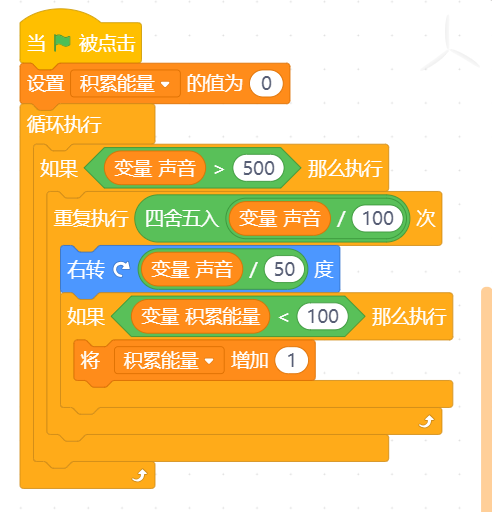 当 被点击
设置 积累能量 的值为 0
循环执行
如果 变量 声音 > 500 那么执行
重复执行 四舍五入 变量 声音 / 100 次
右转 变量 声音 / 50 度
如果 变量 积累能量 < 100 那么执行
将 积累能量 增加 1